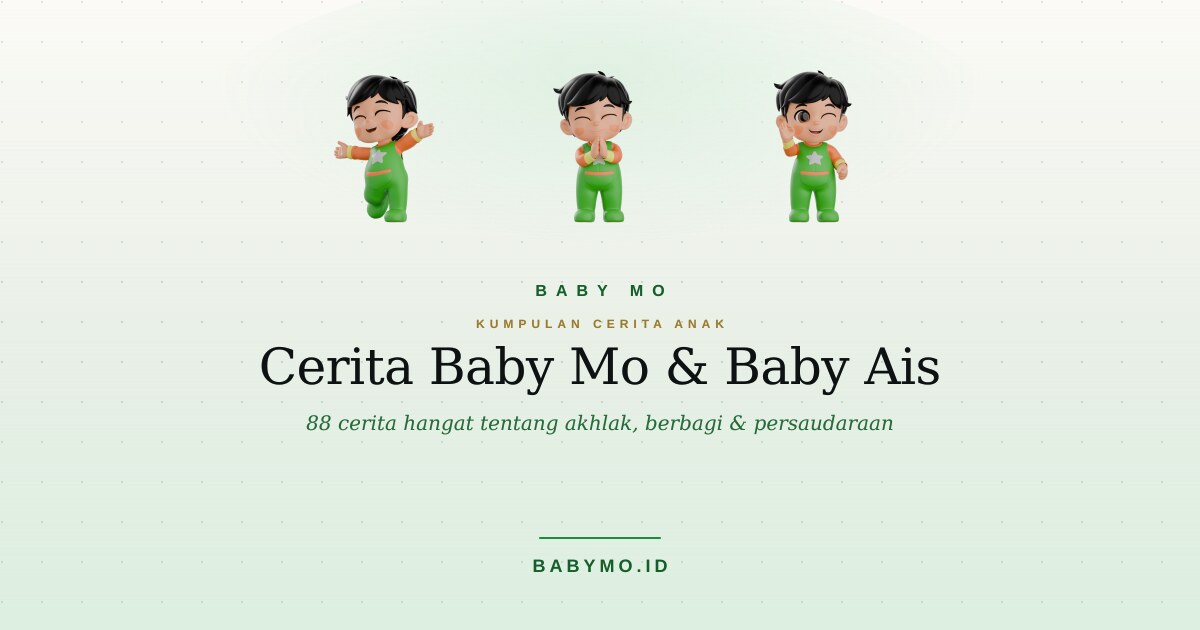 BABY MO
KUMPULAN CERITA ANAK
Cerita Baby Mo & Baby Ais
88 cerita hangat tentang akhlak, berbagi & persaudaraan
BABYMO.ID